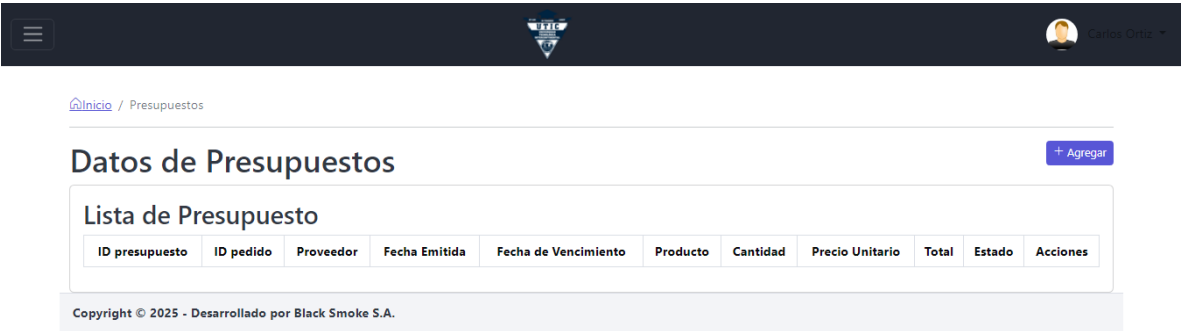 UTIC
Carlos Ortiz
Inicio / Presupuestos
Datos de Presupuestos
+ Agregar
Lista de Presupuesto
ID presupuesto ID pedido Proveedor Fecha Emitida Fecha de Vencimiento Producto Cantidad Precio Unitario Total Estado Acciones
Copyright © 2025 - Desarrollado por Black Smoke S.A.